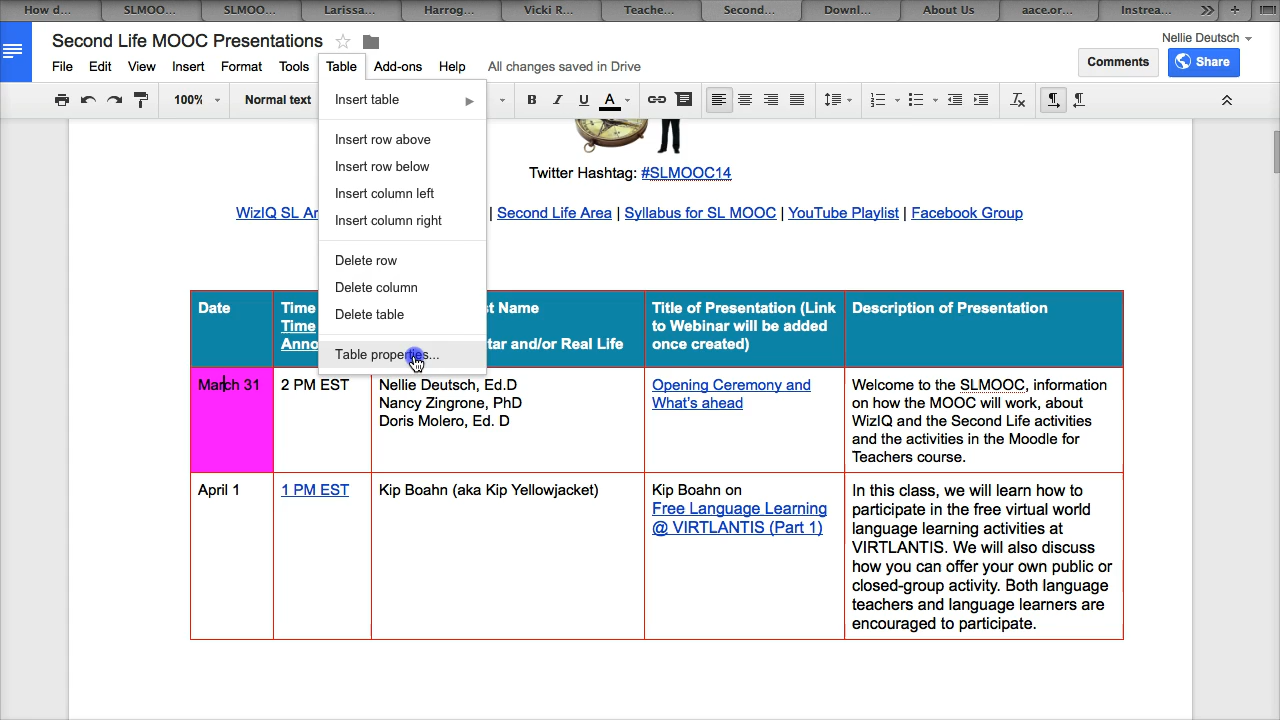 How d... SLMOO... SLMOO... Larissa... Harrog... Vicki R... Teache... Second... Downl... About Us aace.or... Instrea...
Second Life MOOC Presentations
Nellie Deutsch
File Edit View Insert Format Tools Table Add-ons Help All changes saved in Drive
Comments Share
100% Normal text B I U A
Insert table
Insert row above
Insert row below
Insert column left
Insert column right
Delete row
Delete column
Delete table
Table properties...
Twitter Hashtag: #SLMOOC14
WizIQ SL Ar | Second Life Area | Syllabus for SL MOOC | YouTube Playlist | Facebook Group
Date
Time
Time
Anno
t Name
tar and/or Real Life
Title of Presentation (Link
to Webinar will be added
once created)
Description of Presentation
March 31
2 PM EST
Nellie Deutsch, Ed.D
Nancy Zingrone, PhD
Doris Molero, Ed. D
Opening Ceremony and
What's ahead
Welcome to the SLMOOC, information
on how the MOOC will work, about
WizIQ and the Second Life activities
and the activities in the Moodle for
Teachers course.
April 1
1 PM EST
Kip Boahn (aka Kip Yellowjacket)
Kip Boahn on
Free Language Learning
@ VIRTLANTIS (Part 1)
In this class, we will learn how to
participate in the free virtual world
language learning activities at
VIRTLANTIS. We will also discuss
how you can offer your own public or
closed-group activity. Both language
teachers and language learners are
encouraged to participate.